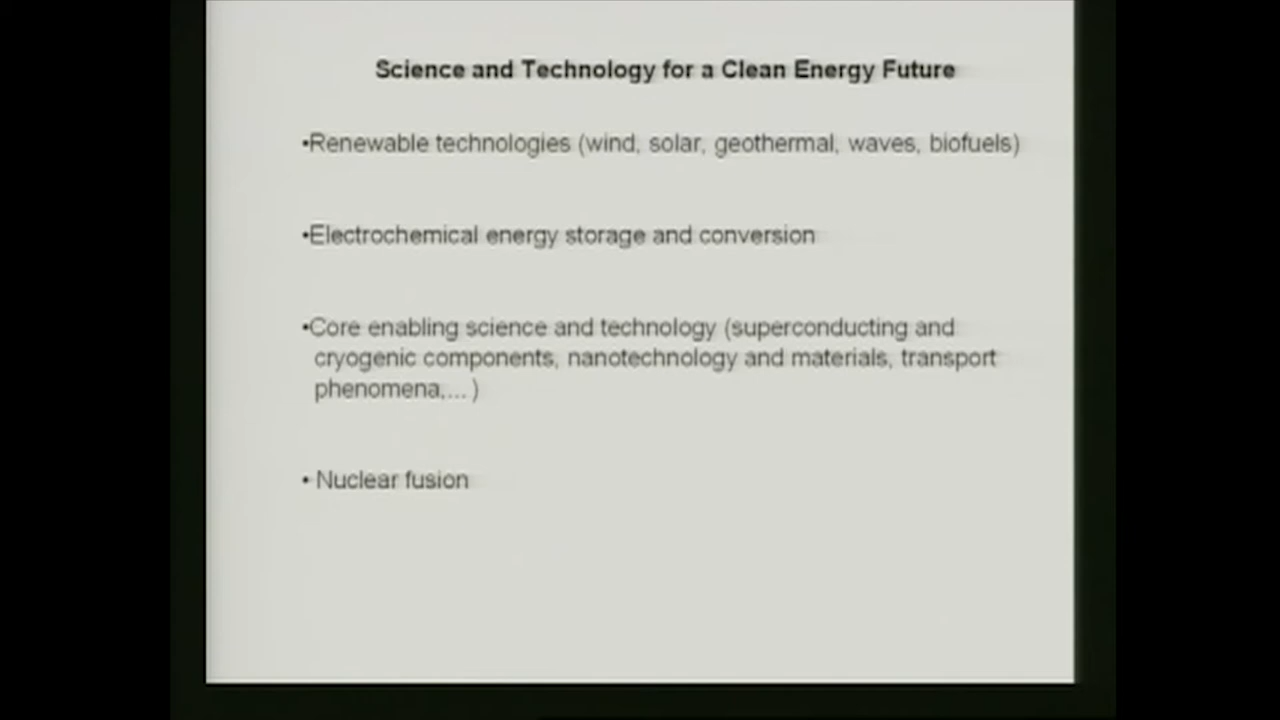 Science and Technology for a Clean Energy Future
•Renewable technologies (wind, solar, geothermal, waves, biofuels)
•Electrochemical energy storage and conversion
•Core enabling science and technology (superconducting and
cryogenic components, nanotechnology and materials, transport
phenomena,... )
• Nuclear fusion